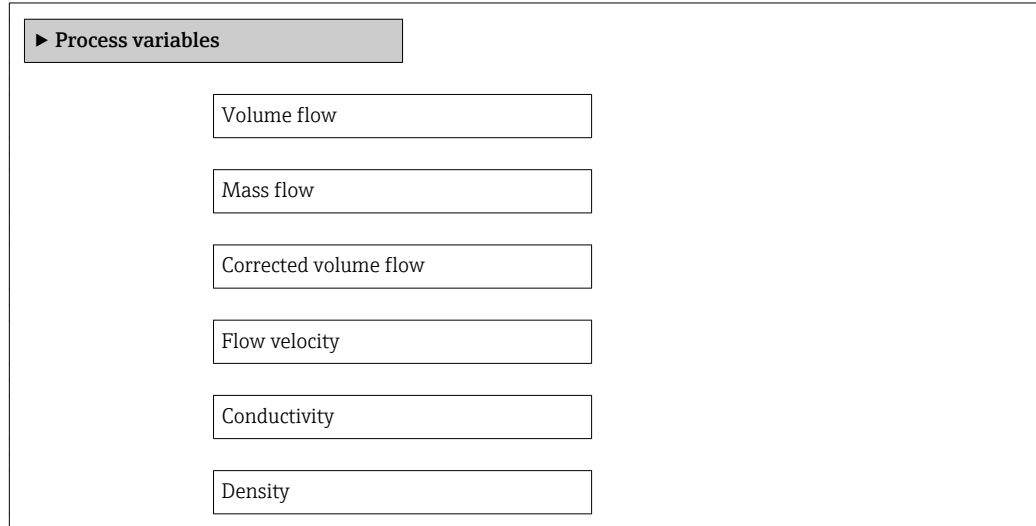 ▶ Process variables
Volume flow
Mass flow
Corrected volume flow
Flow velocity
Conductivity
Density